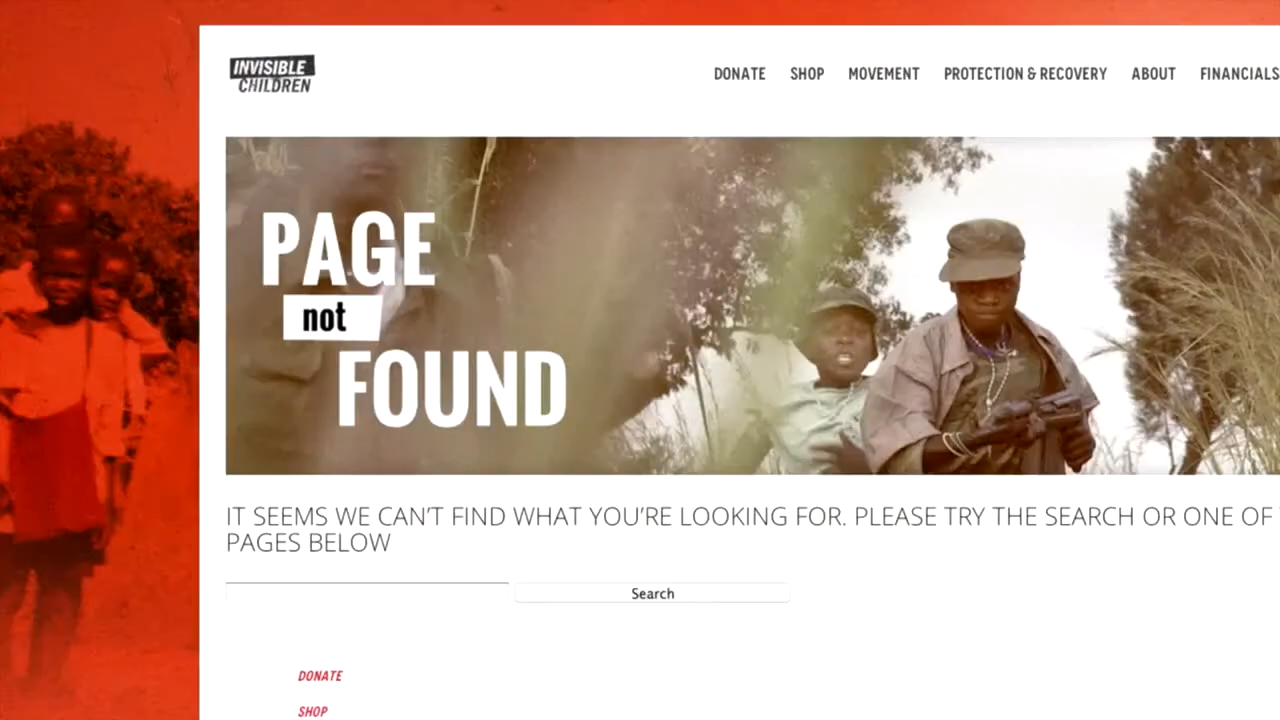 INVISIBLE
CHILDREN
DONATE SHOP MOVEMENT PROTECTION & RECOVERY ABOUT FINANCIALS
PAGE
not
FOUND
IT SEEMS WE CAN'T FIND WHAT YOU'RE LOOKING FOR. PLEASE TRY THE SEARCH OR ONE OF
PAGES BELOW
Search
DONATE
SHOP